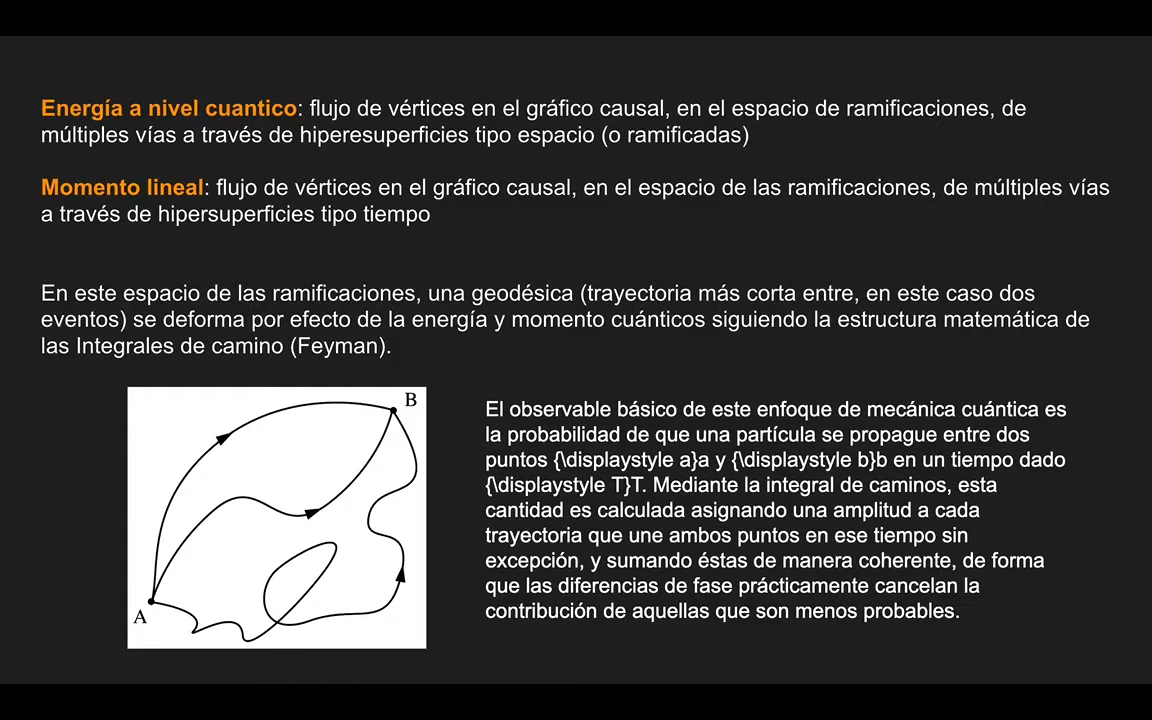 Energía a nivel cuantico: flujo de vértices en el gráfico causal, en el espacio de ramificaciones, de
múltiples vías a través de hiperesuperficies tipo espacio (o ramificadas)
Momento lineal: flujo de vértices en el gráfico causal, en el espacio de las ramificaciones, de múltiples vías
a través de hipersuperficies tipo tiempo
En este espacio de las ramificaciones, una geodésica (trayectoria más corta entre, en este caso dos
eventos) se deforma por efecto de la energía y momento cuánticos siguiendo la estructura matemática de
las Integrales de camino (Feyman).
B
A
El observable básico de este enfoque de mecánica cuántica es
la probabilidad de que una partícula se propague entre dos
puntos {\displaystyle a}a y {\displaystyle b}b en un tiempo dado
{\displaystyle T}T. Mediante la integral de caminos, esta
cantidad es calculada asignando una amplitud a cada
trayectoria que une ambos puntos en ese tiempo sin
excepción, y sumando éstas de manera coherente, de forma
que las diferencias de fase prácticamente cancelan la
contribución de aquellas que son menos probables.